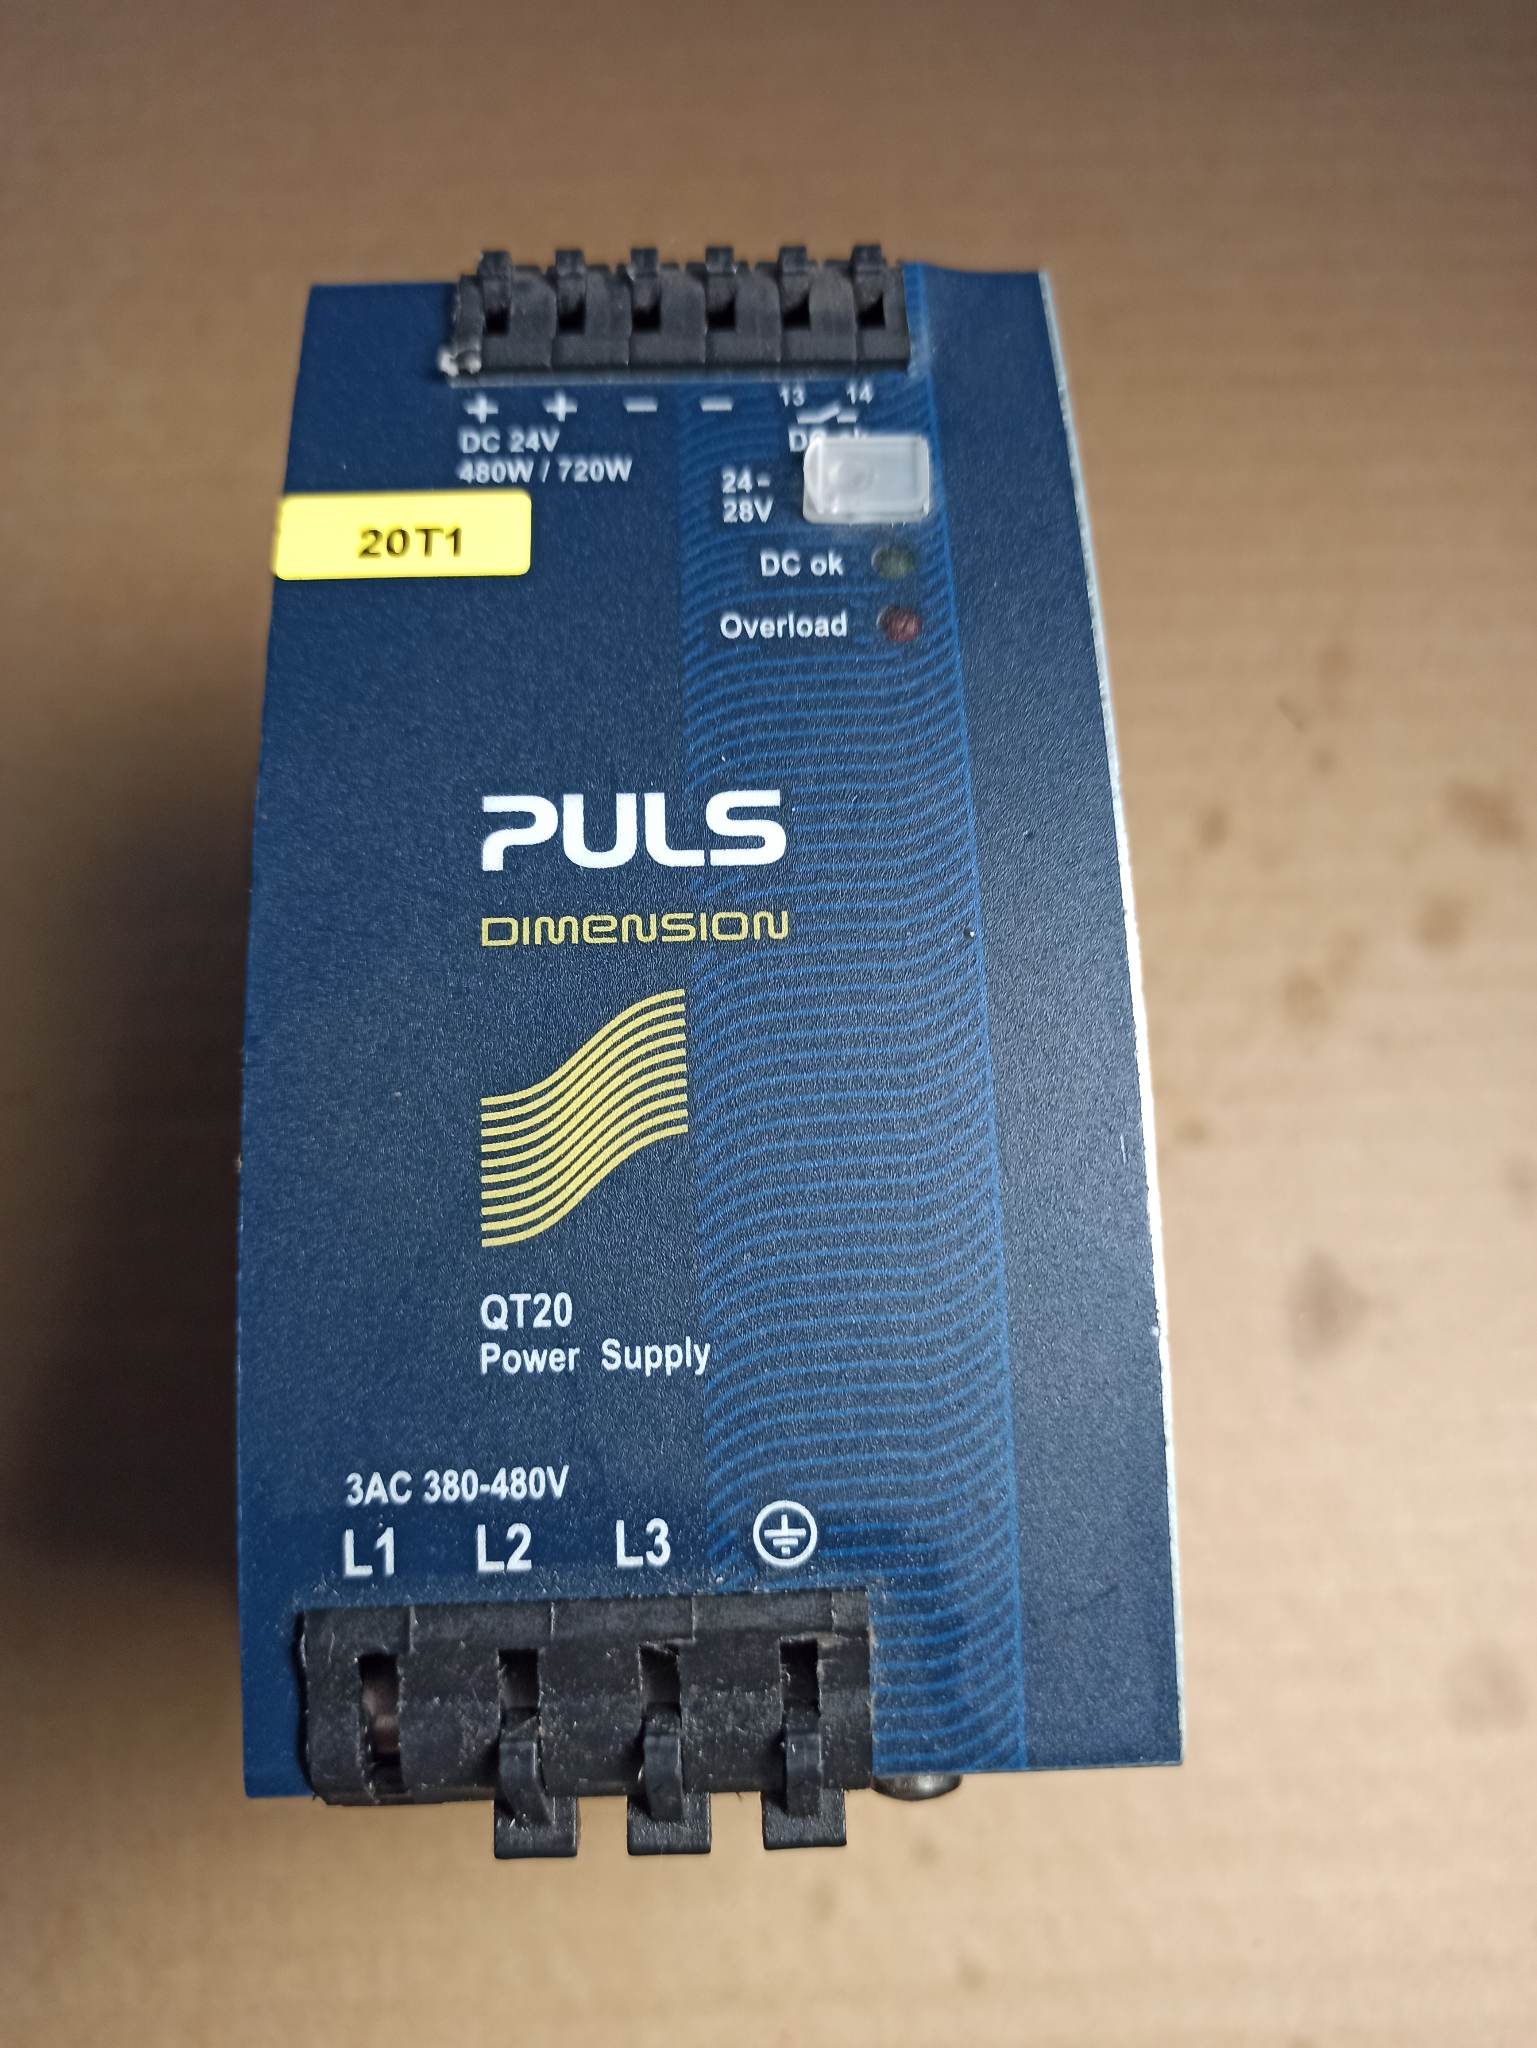 + + − − 13 14
DC 24V
480W / 720W
24-
28V
20T1
DC ok
Overload
PULS
DIMENSION
QT20
Power Supply
3AC 380-480V
L1 L2 L3